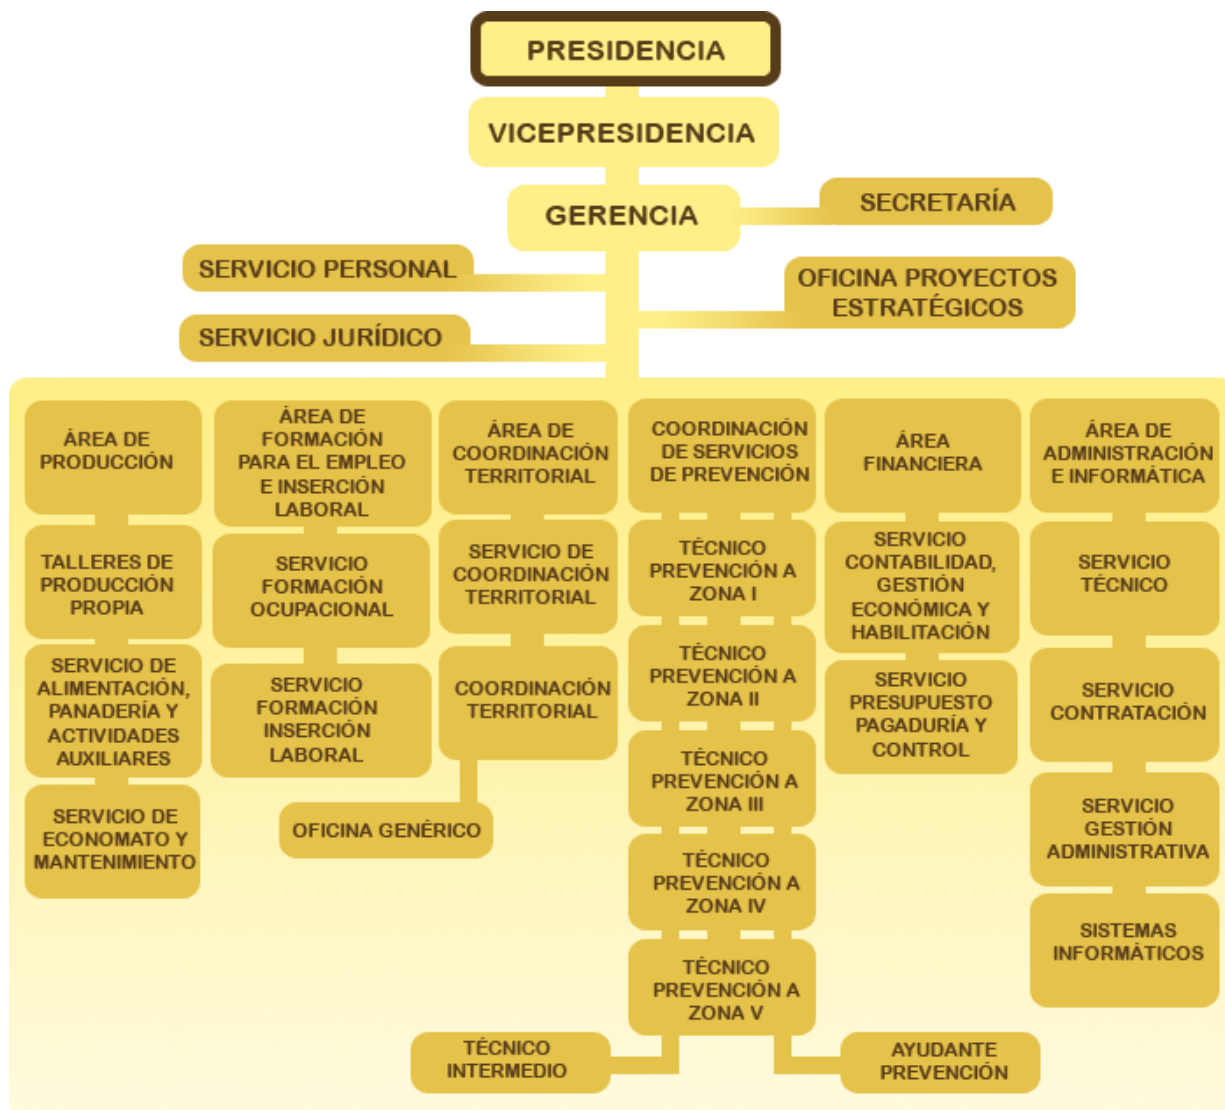 PRESIDENCIA
VICEPRESIDENCIA
GERENCIA
SECRETARÍA
SERVICIO PERSONAL
OFICINA PROYECTOS
ESTRATÉGICOS
SERVICIO JURÍDICO
ÁREA DE
PRODUCCIÓN
TALLERES DE
PRODUCCIÓN
PROPIA
SERVICIO DE
ALIMENTACIÓN,
PANADERÍA Y
ACTIVIDADES
AUXILIARES
SERVICIO DE
ECONOMATO Y
MANTENIMIENTO
ÁREA DE
FORMACIÓN
PARA EL EMPLEO
E INSERCIÓN
LABORAL
SERVICIO
FORMACIÓN
OCUPACIONAL
SERVICIO
FORMACIÓN
INSERCIÓN
LABORAL
ÁREA DE
COORDINACIÓN
TERRITORIAL
SERVICIO DE
COORDINACIÓN
TERRITORIAL
COORDINACIÓN
TERRITORIAL
OFICINA GENÉRICO
COORDINACIÓN
DE SERVICIOS
DE PREVENCIÓN
TÉCNICO
PREVENCIÓN A
ZONA I
TÉCNICO
PREVENCIÓN A
ZONA II
TÉCNICO
PREVENCIÓN A
ZONA III
TÉCNICO
PREVENCIÓN A
ZONA IV
TÉCNICO
PREVENCIÓN A
ZONA V
TÉCNICO
INTERMEDIO
AYUDANTE
PREVENCIÓN
ÁREA
FINANCIERA
SERVICIO
CONTABILIDAD,
GESTIÓN
ECONÓMICA Y
HABILITACIÓN
SERVICIO
PRESUPUESTO
PAGADURÍA Y
CONTROL
ÁREA DE
ADMINISTRACIÓN
E INFORMÁTICA
SERVICIO
TÉCNICO
SERVICIO
CONTRATACIÓN
SERVICIO
GESTIÓN
ADMINISTRATIVA
SISTEMAS
INFORMÁTICOS